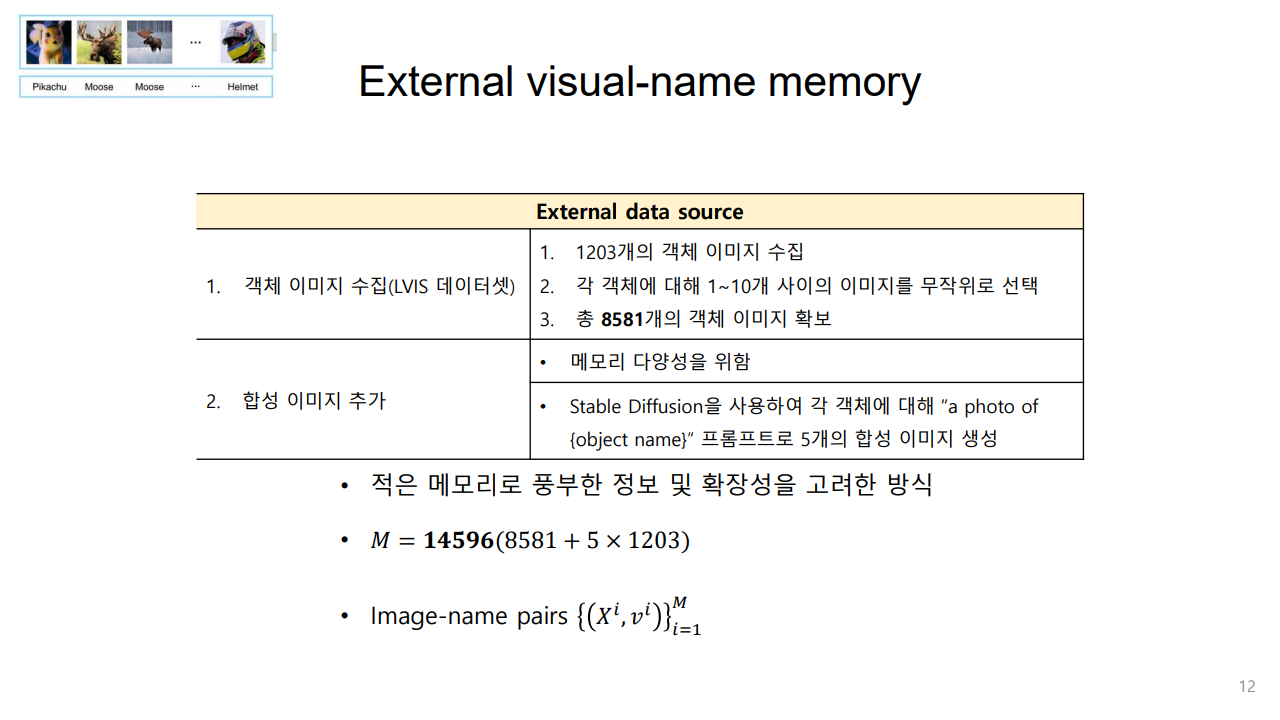 Pikachu Moose Moose ... Helmet
External visual-name memory
External data source
1. 객체 이미지 수집(LVIS 데이터셋)
1. 1203개의 객체 이미지 수집
2. 각 객체에 대해 1~10개 사이의 이미지를 무작위로 선택
3. 총 8581개의 객체 이미지 확보
2. 합성 이미지 추가
• 메모리 다양성을 위함
• Stable Diffusion을 사용하여 각 객체에 대해 “a photo of
{object name}” 프롬프트로 5개의 합성 이미지 생성
• 적은 메모리로 풍부한 정보 및 확장성을 고려한 방식
• M = 14596(8581 + 5 × 1203)
• Image-name pairs {(X^i, v^i)}_{i=1}^M
12